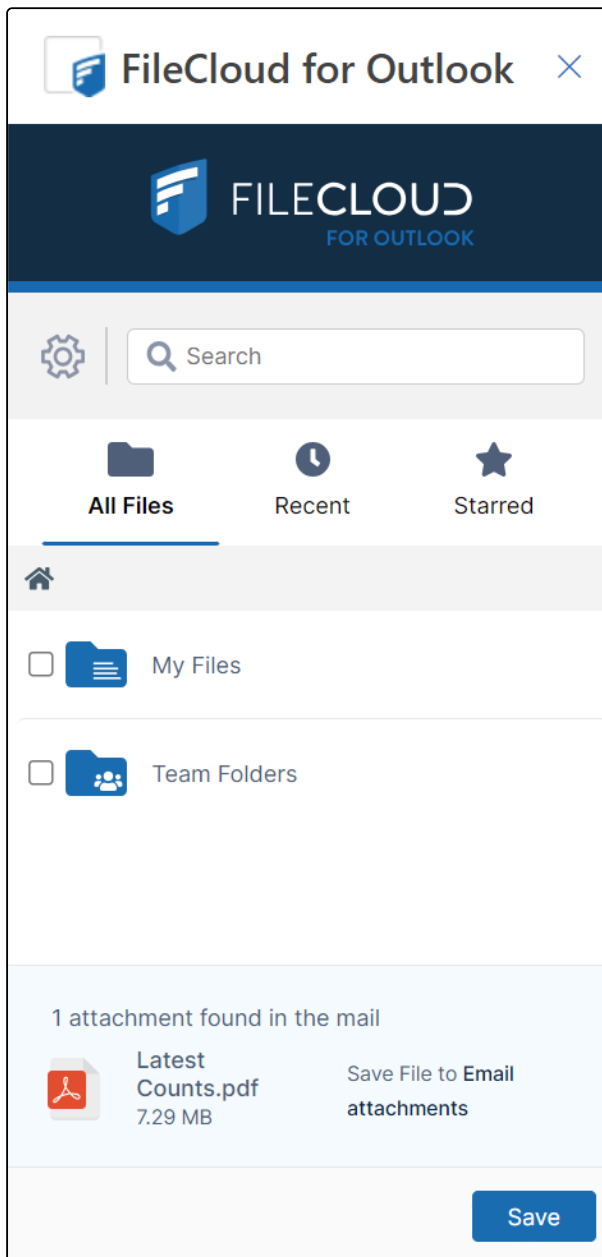 FileCloud for Outlook
FILECLOUD
FOR OUTLOOK
Search
All Files
Recent
Starred
My Files
Team Folders
1 attachment found in the mail
Latest
Counts.pdf
7.29 MB
Save File to Email
attachments
Save